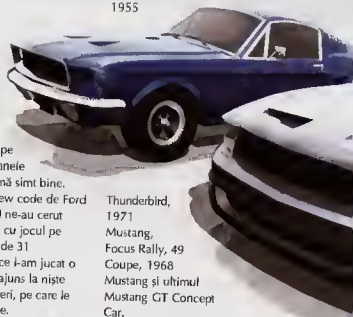 1955
pe
anele
mă simt bine.
ew code de Ford
ne-au cerut
cu jocul pe
de 31
ce l-am jucat o
ajuns la niște
eri, pe care le
e.
Thunderbird,
1971
Mustang,
Focus Rally, 49
Coupe, 1968
Mustang și ultimul
Mustang GT Concept
Car.